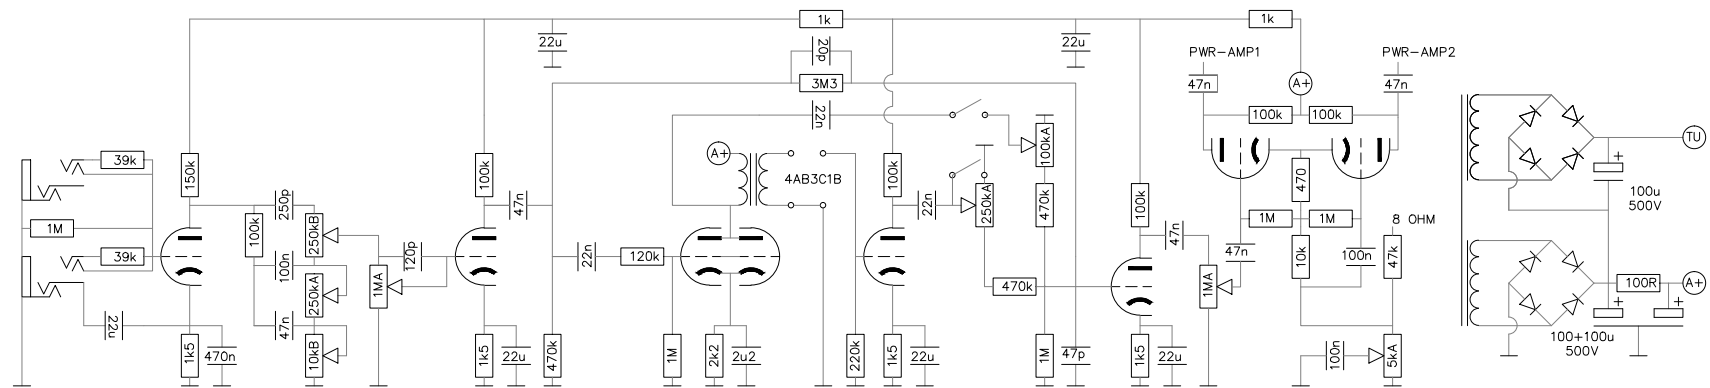 1k
1k
22u
22u
20p
PWR-AMP1
PWR-AMP2
47n
47n
3M3
A+
22n
100k
100k
TU
39k
150k
100k
A+
4AB3C1B
100k
100kA
100u
500V
250p
1M
100k
250kB
47n
22n
250kA
470k
100k
470
1M
1M
8 OHM
39k
100n
120p
22n
120k
47n
47n
10k
100n
47k
250kA
1MA
470k
1MA
100R
A+
22u
47n
1k5
470n
10kB
1k5
22u
470k
1M
2k2
2u2
220k
1k5
22u
1M
47p
1k5
22u
100n
5kA
100+100u
500V